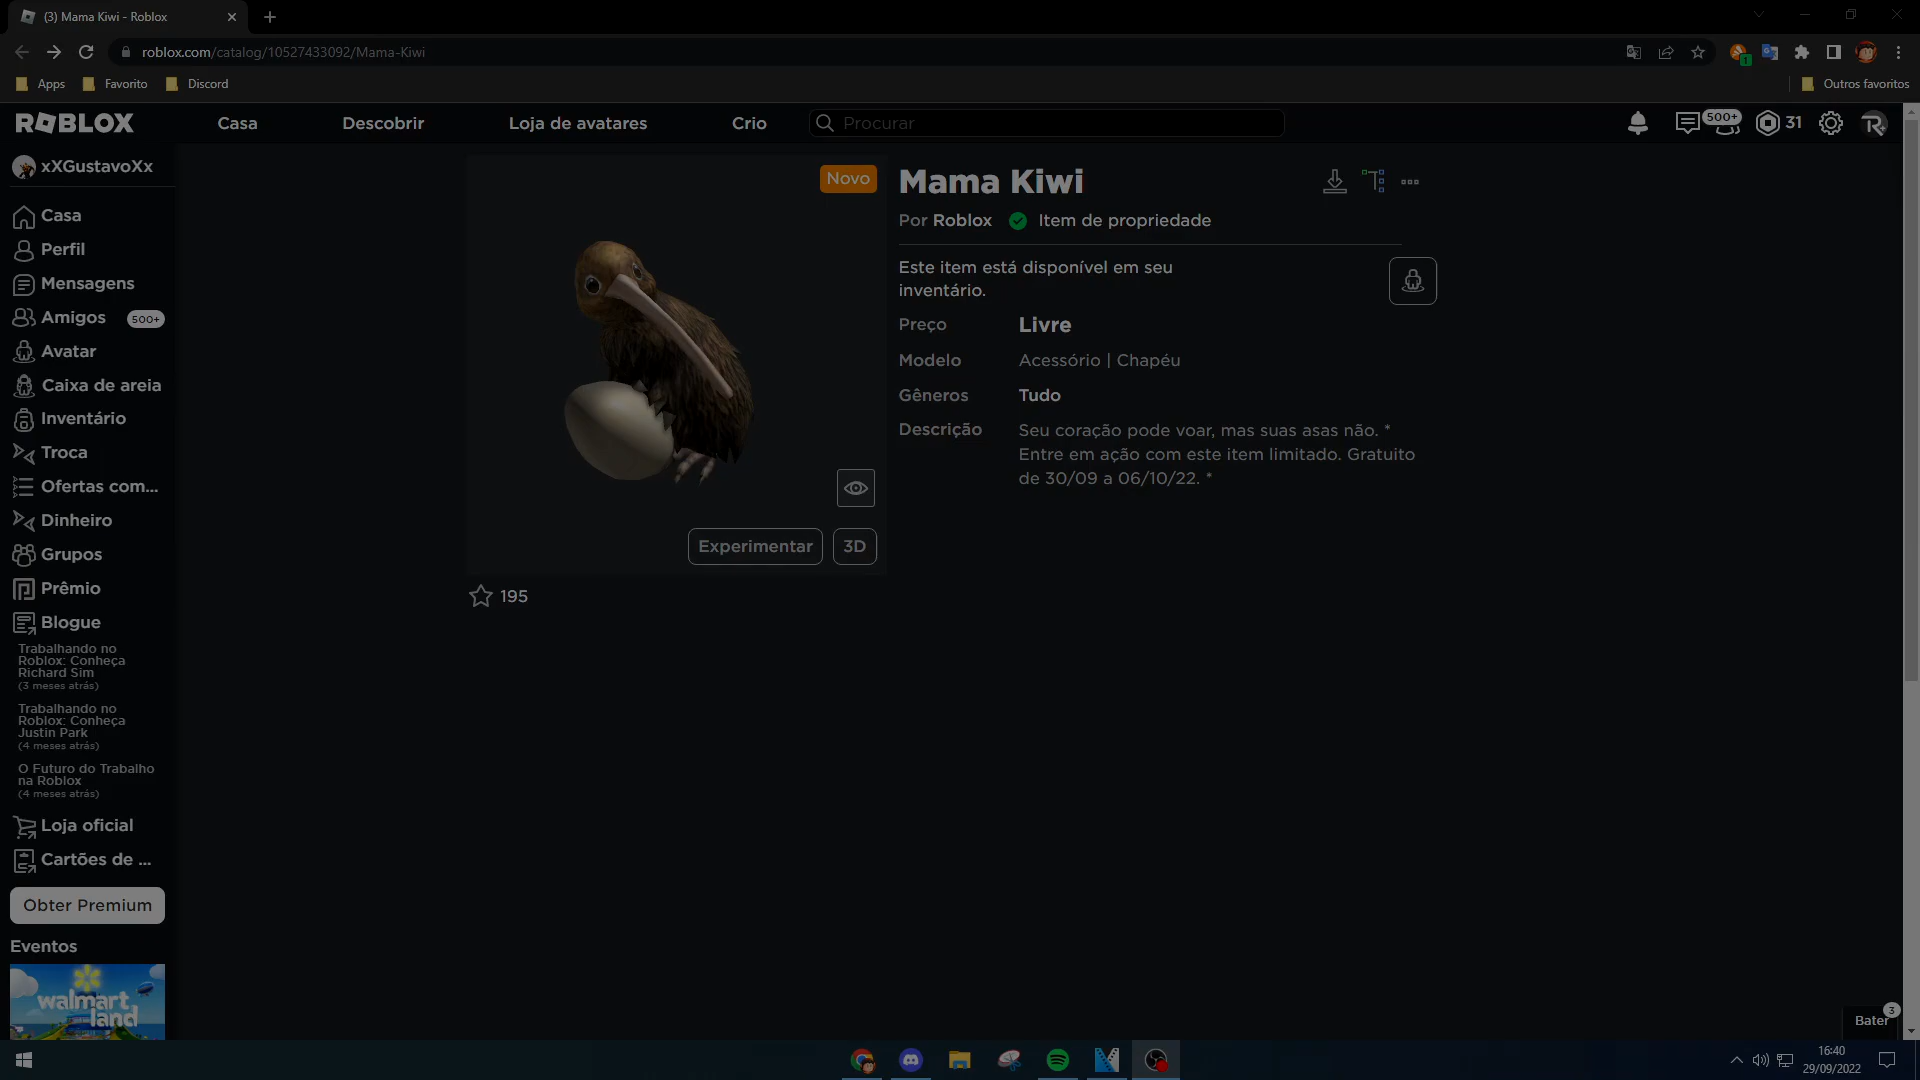 (3) Mama Kiwi - Roblox
roblox.com/catalog/10527433092/Mama-Kiwi
1
Apps Favorito Discord Outros favoritos
ROBLOX Casa Descobrir Loja de avatares Crio Procurar 500+ 31
xXGustavoXx
Casa
Perfil
Mensagens
Amigos 500+
Avatar
Caixa de areia
Inventário
Troca
Ofertas com...
Dinheiro
Grupos
Prêmio
Blogue
Trabalhando no
Roblox: Conheça
Richard Sim
(3 meses atrás)
Trabalhando no
Roblox: Conheça
Justin Park
(4 meses atrás)
O Futuro do Trabalho
na Roblox
(4 meses atrás)
Loja oficial
Cartões de ...
Obter Premium
Eventos
walmart
land
Novo
Experimentar 3D
195
Mama Kiwi
Por Roblox Item de propriedade
Este item está disponível em seu
inventário.
Preço Livre
Modelo Acessório | Chapéu
Gêneros Tudo
Descrição Seu coração pode voar, mas suas asas não. *
Entre em ação com este item limitado. Gratuito
de 30/09 a 06/10/22. *
Bater 3
16:40
29/09/2022